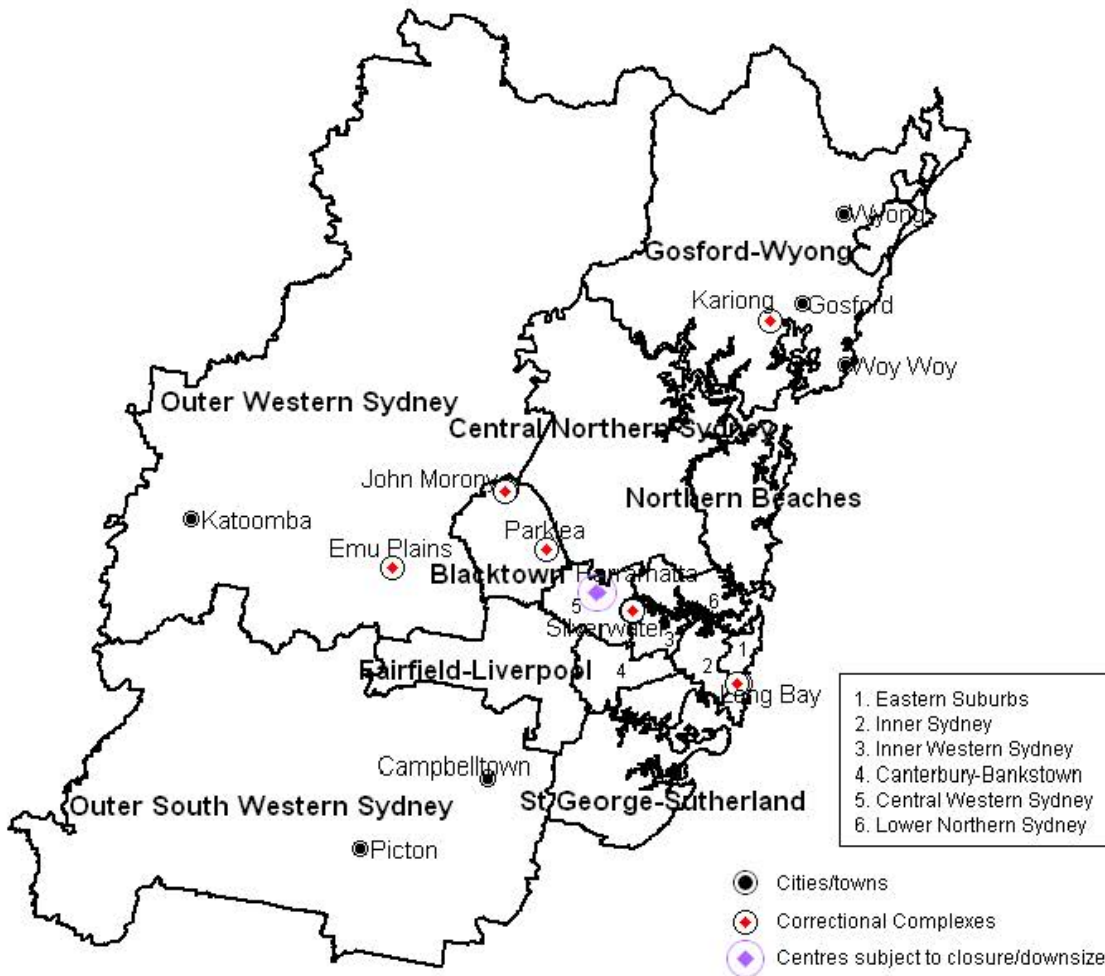 Wyong
Gosford-Wyong
Kariong
Gosford
Woy Woy
Outer Western Sydney
Central Northern Sydney
John Morony
Northern Beaches
Katoomba
Parklea
Emu Plains
Blacktown
Parramatta
5
6
Silverwater
3
1
Fairfield-Liverpool
4
2
Long Bay
1. Eastern Suburbs
2. Inner Sydney
3. Inner Western Sydney
4. Canterbury-Bankstown
5. Central Western Sydney
6. Lower Northern Sydney
Campbelltown
Outer South Western Sydney
St George-Sutherland
Picton
Cities/towns
Correctional Complexes
Centres subject to closure/downsize